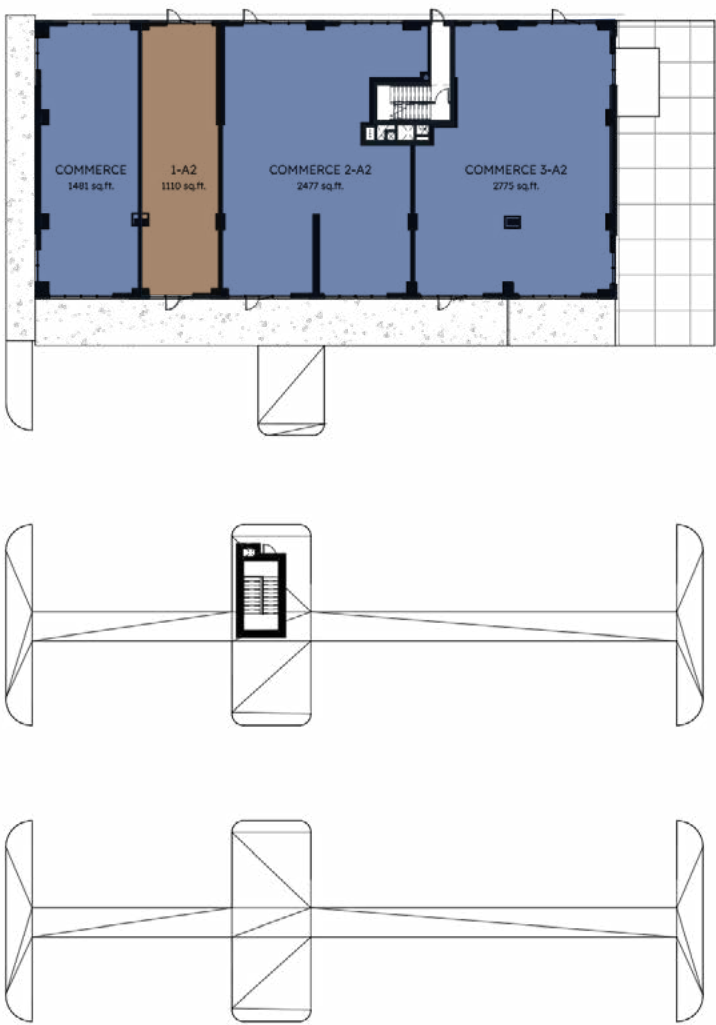 COMMERCE
1481 sq.ft.
1-A2
1110 sq.ft.
COMMERCE 2-A2
2477 sq.ft.
COMMERCE 3-A2
2775 sq.ft.